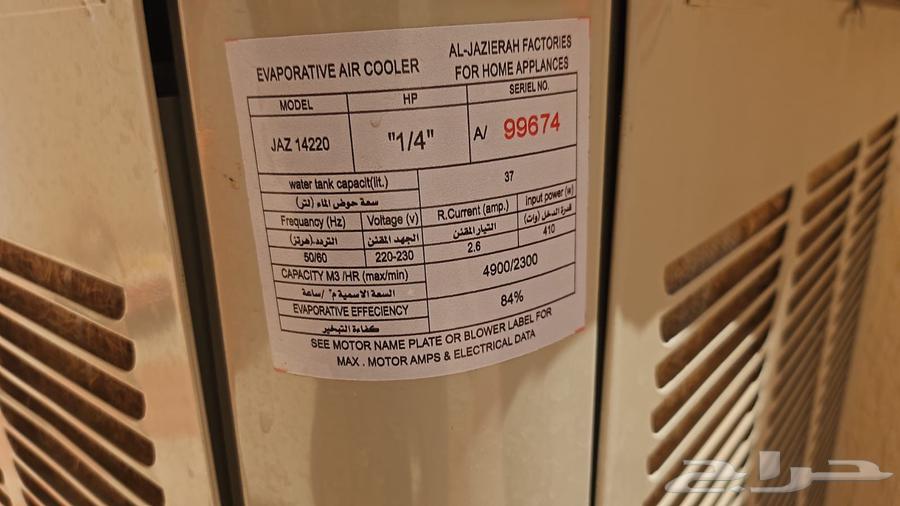 EVAPORATIVE AIR COOLER
AL-JAZIERAH FACTORIES
FOR HOME APPLANCES
MODEL
HP
SERIEL NO.
JAZ 14220
"1/4"
A/ 99674
water tank capacit(lit.)
سعة حوض الماء (لتر)
37
Frequency (Hz)
Voltage (v)
R.Current (amp.)
Input power (w)
التردد.(هرتز)
الجهد المقنن
التيار المقنن
قدرة الدخل (وات)
50/60
220-230
2.6
410
CAPACITY M3 /HR (max/min)
السعة الاسمية م٣ /ساعة
4900/2300
EVAPORATIVE EFFECIENCY
كفاءة التبخير
84%
SEE MOTOR NAME PLATE OR BLOWER LABEL FOR
MAX . MOTOR AMPS & ELECTRICAL DATA
حراج